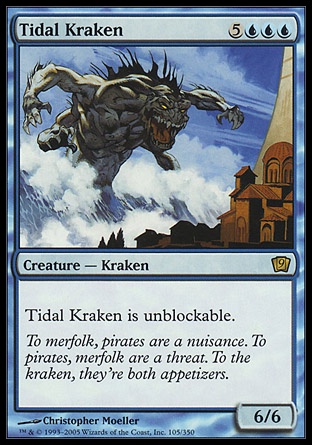 Tidal Kraken 5
Creature — Kraken 9
Tidal Kraken is unblockable.
To merfolk, pirates are a nuisance. To
pirates, merfolk are a threat. To the
kraken, they're both appetizers.
Christopher Moeller
™ & © 1993–2005 Wizards of the Coast, Inc. 105/350
6/6